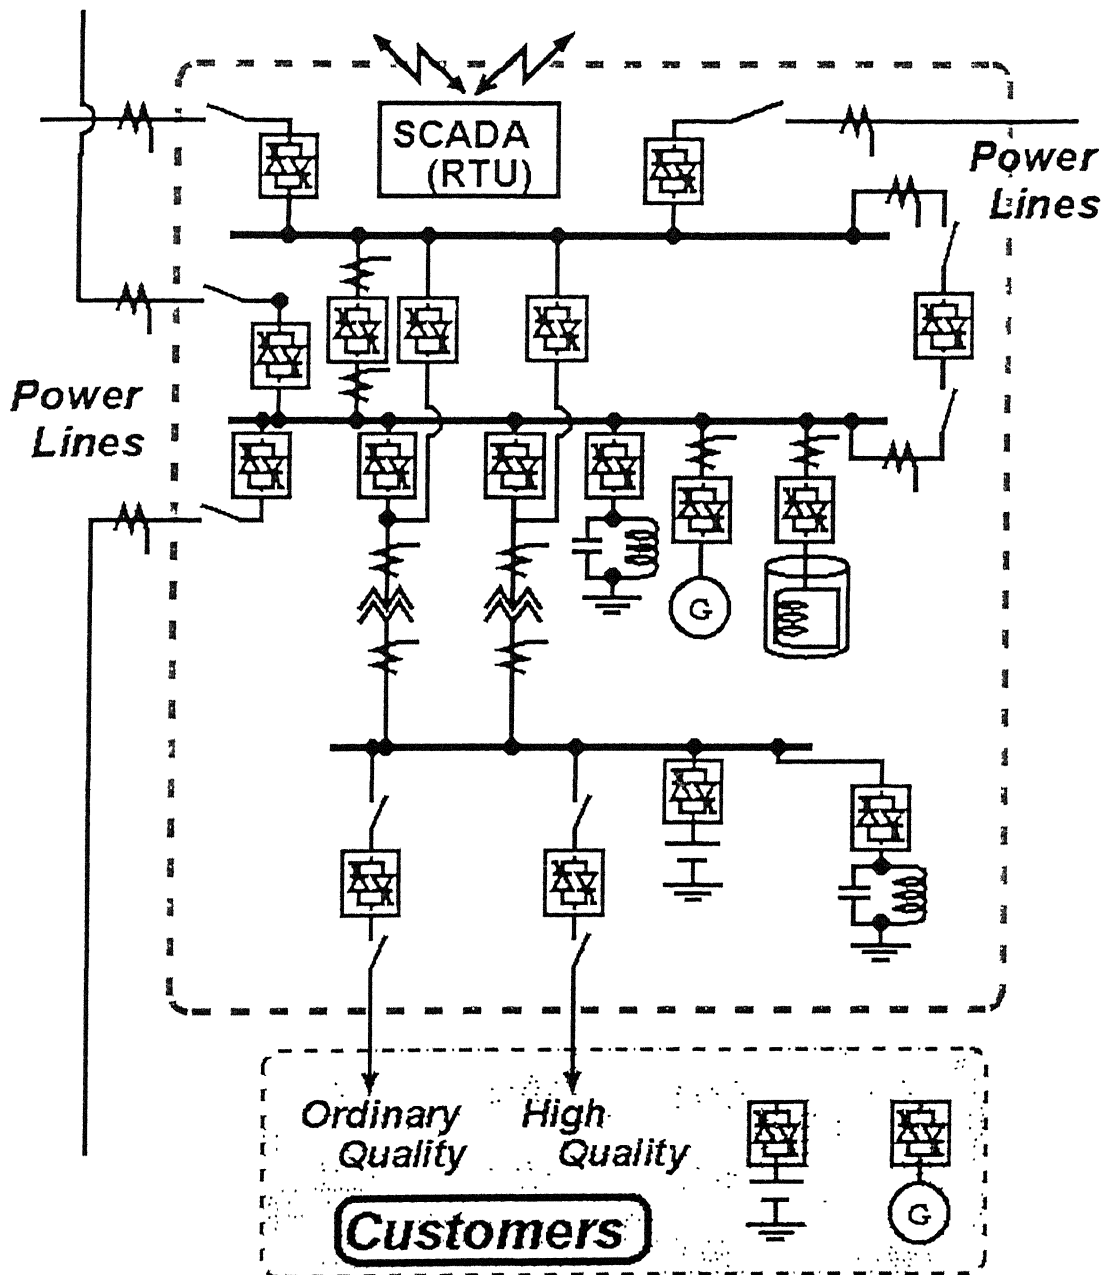 SCADA
(RTU)
Power
Lines
Power
Lines
G
Ordinary
Quality
High
Quality
G
Customers